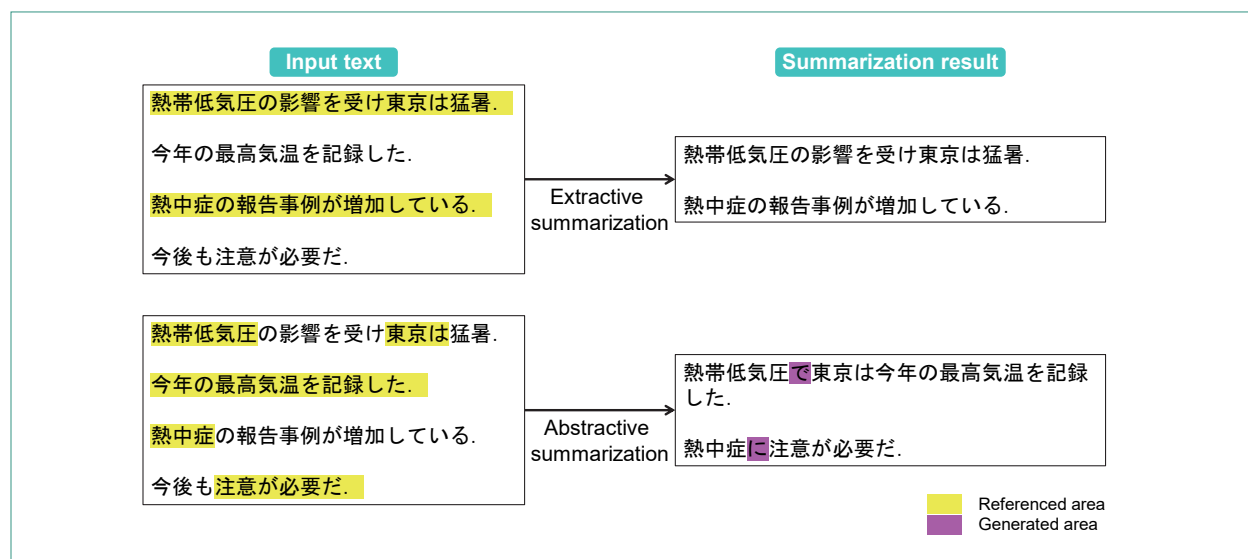 Input text
Summarization result
熱帯低気圧の影響を受け東京は猛暑.
今年の最高気温を記録した.
熱中症の報告事例が増加している.
今後も注意が必要だ.
Extractive
summarization
熱帯低気圧の影響を受け東京は猛暑.
熱中症の報告事例が増加している.
熱帯低気圧の影響を受け東京は猛暑.
今年の最高気温を記録した.
熱中症の報告事例が増加している.
今後も注意が必要だ.
Abstractive
summarization
熱帯低気圧で東京は今年の最高気温を記録
した.
熱中症に注意が必要だ.
Referenced area
Generated area